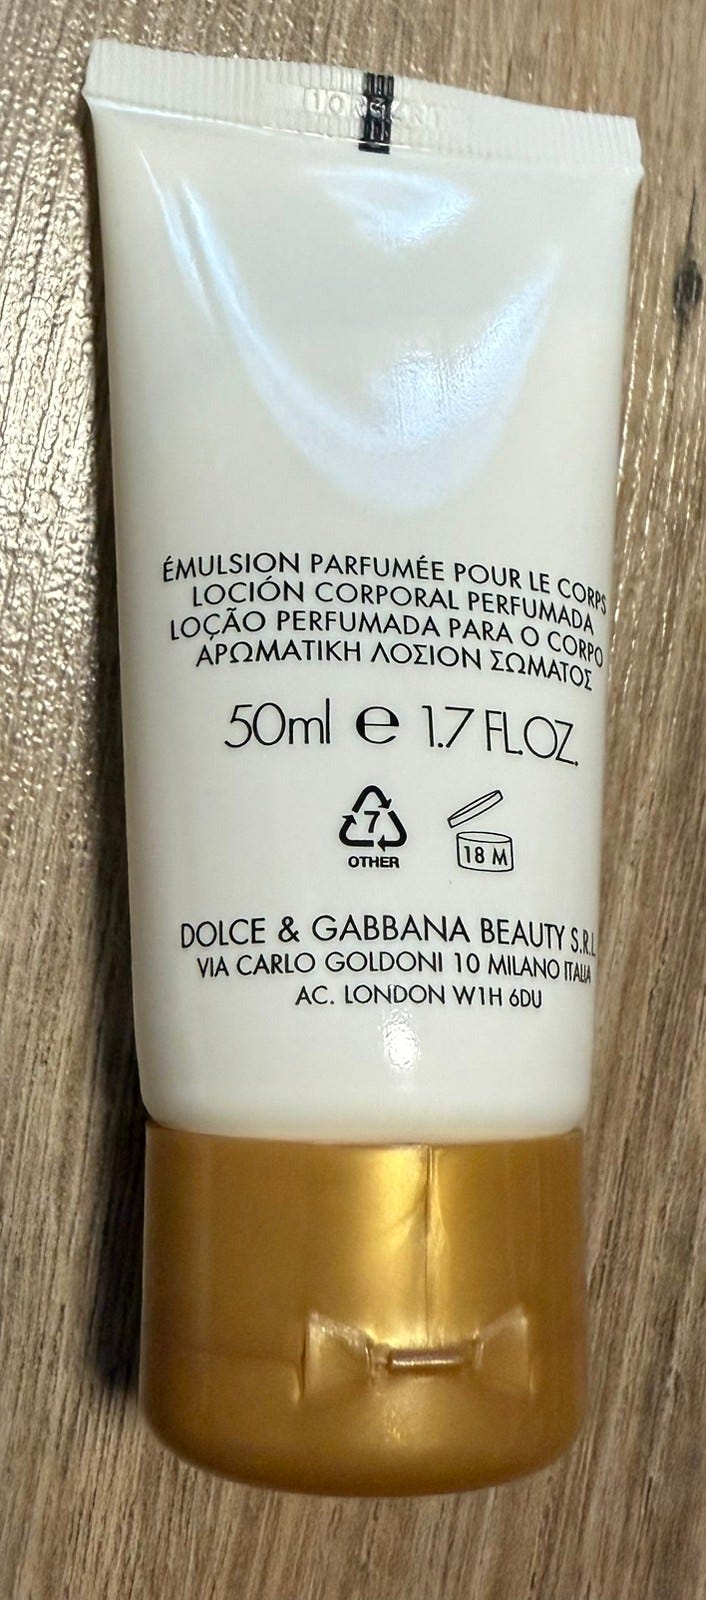 ÉMULSION PARFUMÉE POUR LE CORPS
LOCIÓN CORPORAL PERFUMADA
LOÇÃO PERFUMADA PARA O CORPO
ΑΡΩΜΑΤΙΚΗ ΛΟΣΙΟΝ ΣΩΜΑΤΟΣ
50ml e 1.7 FL.OZ.
7
OTHER
18 M
DOLCE & GABBANA BEAUTY S.R.L
VIA CARLO GOLDONI 10 MILANO ITALIA
AC. LONDON W1H 6DU